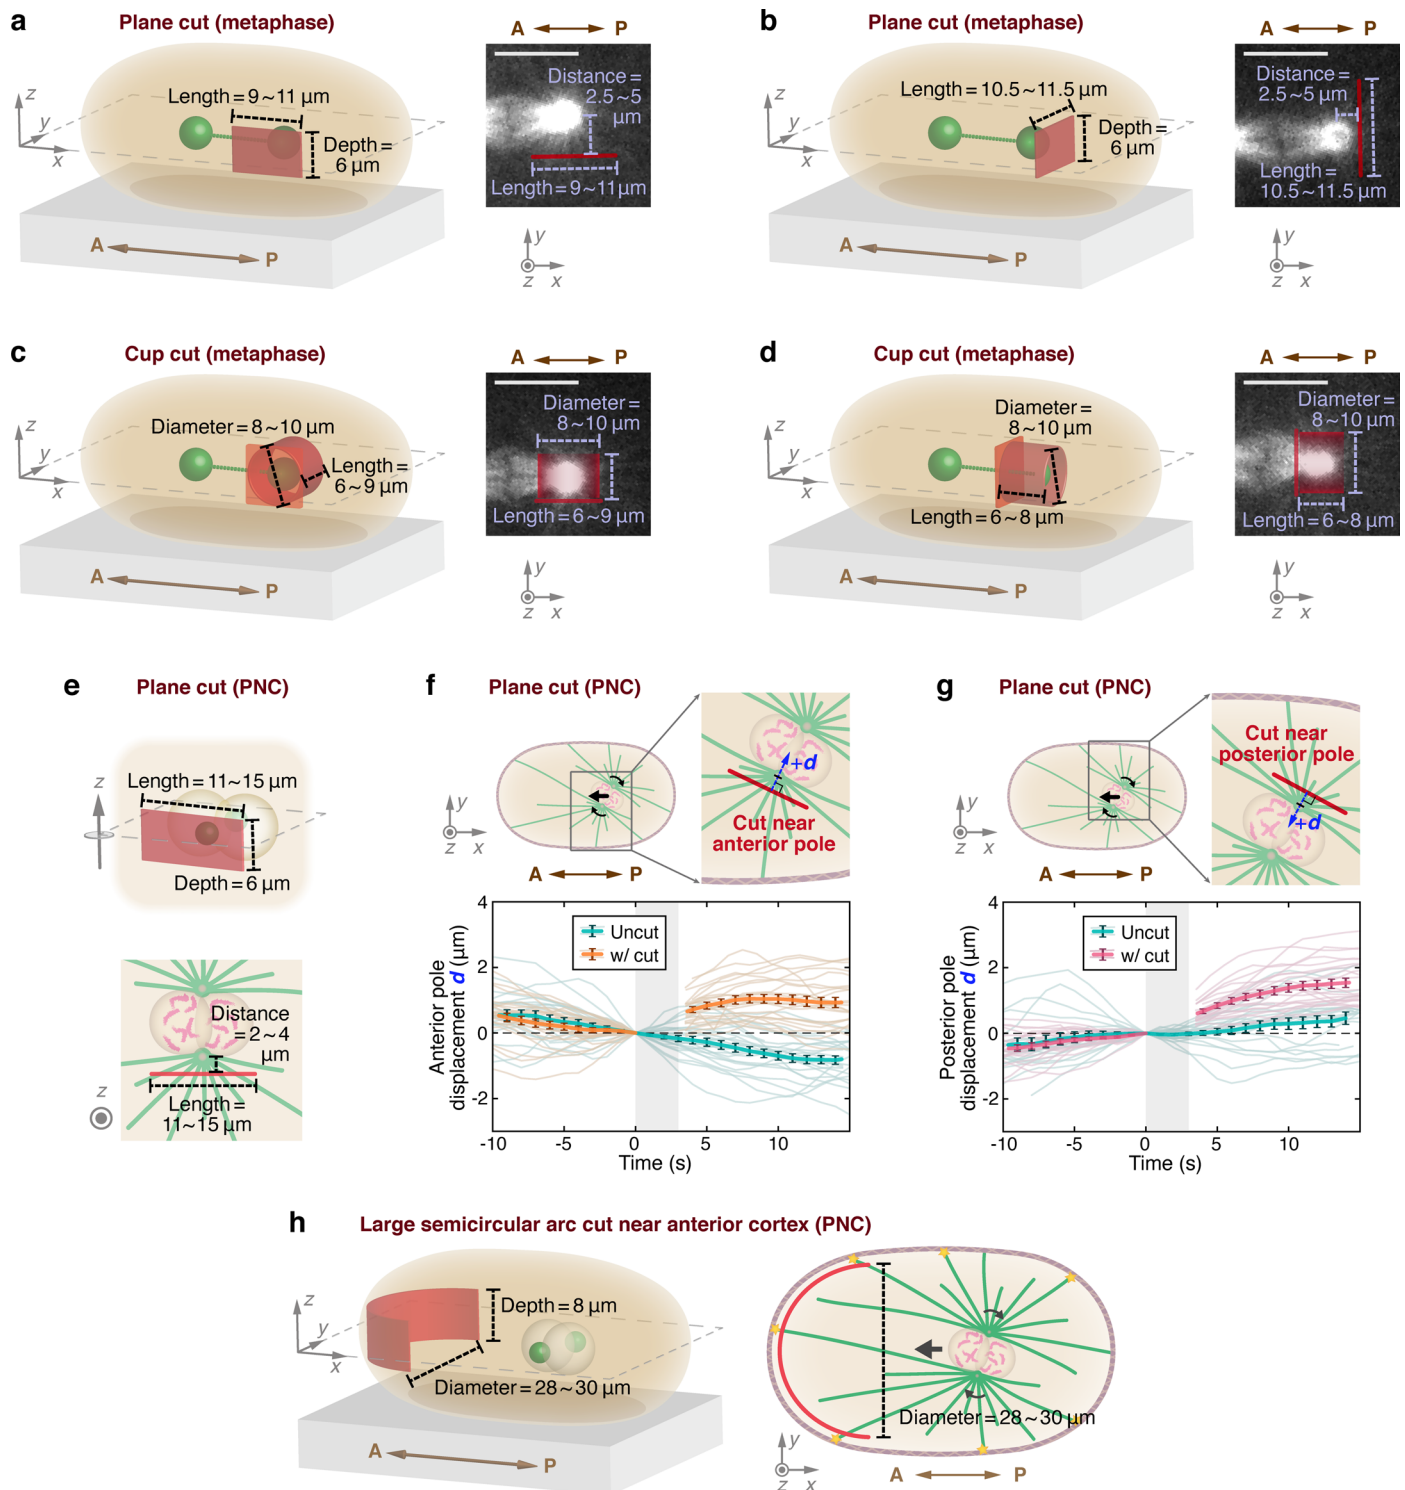 a
Plane cut (metaphase)
A
P
z
y
x
Length = 9~11 µm
Depth =
6 µm
A
P
Distance =
2.5~5
µm
Length = 9~11 µm
y
z
x
b
Plane cut (metaphase)
A
P
z
y
x
Length = 10.5~11.5 µm
Depth =
6 µm
A
P
Distance =
2.5~5
µm
Length =
10.5~11.5 µm
y
z
x
c
Cup cut (metaphase)
A
P
z
y
x
Diameter = 8~10 µm
Length =
6~9 µm
A
P
Diameter =
8~10 µm
Length = 6~9 µm
y
z
x
d
Cup cut (metaphase)
A
P
z
y
x
Diameter =
8~10 µm
Length = 6~8 µm
A
P
Diameter =
8~10 µm
Length = 6~8 µm
y
z
x
e
Plane cut (PNC)
z
Length = 11~15 µm
Depth = 6 µm
Distance
= 2~4
µm
z
Length =
11~15 µm
f
Plane cut (PNC)
y
z
x
A
P
+d
Cut near
anterior pole
Anterior pole
displacement d (µm)
4
2
0
-2
Uncut
w/ cut
-10
-5
0
5
10
Time (s)
g
Plane cut (PNC)
y
z
x
A
P
Cut near
posterior pole
+d
Posterior pole
displacement d (µm)
4
2
0
-2
Uncut
w/ cut
-10
-5
0
5
10
Time (s)
h
Large semicircular arc cut near anterior cortex (PNC)
z
y
x
Depth = 8 µm
Diameter = 28~30 µm
A
P
Diameter = 28~30 µm
y
z
x
A
P